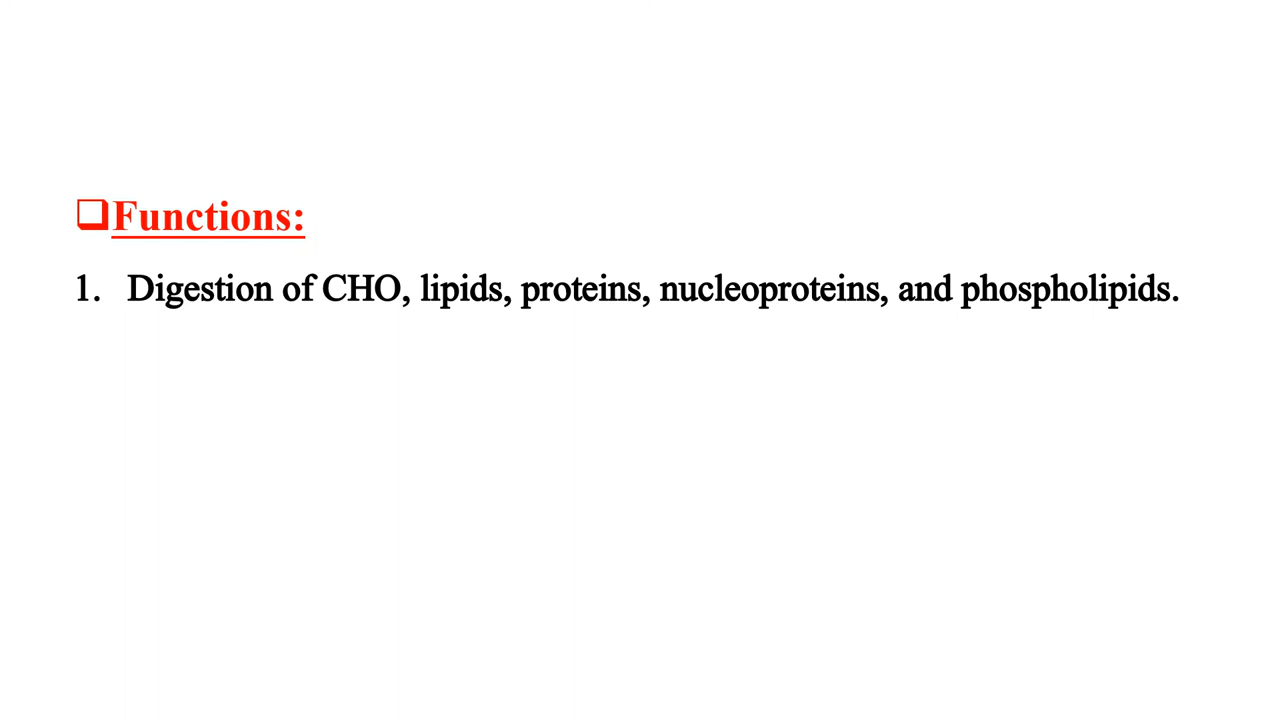 ❑Functions:
1. Digestion of CHO, lipids, proteins, nucleoproteins, and phospholipids.